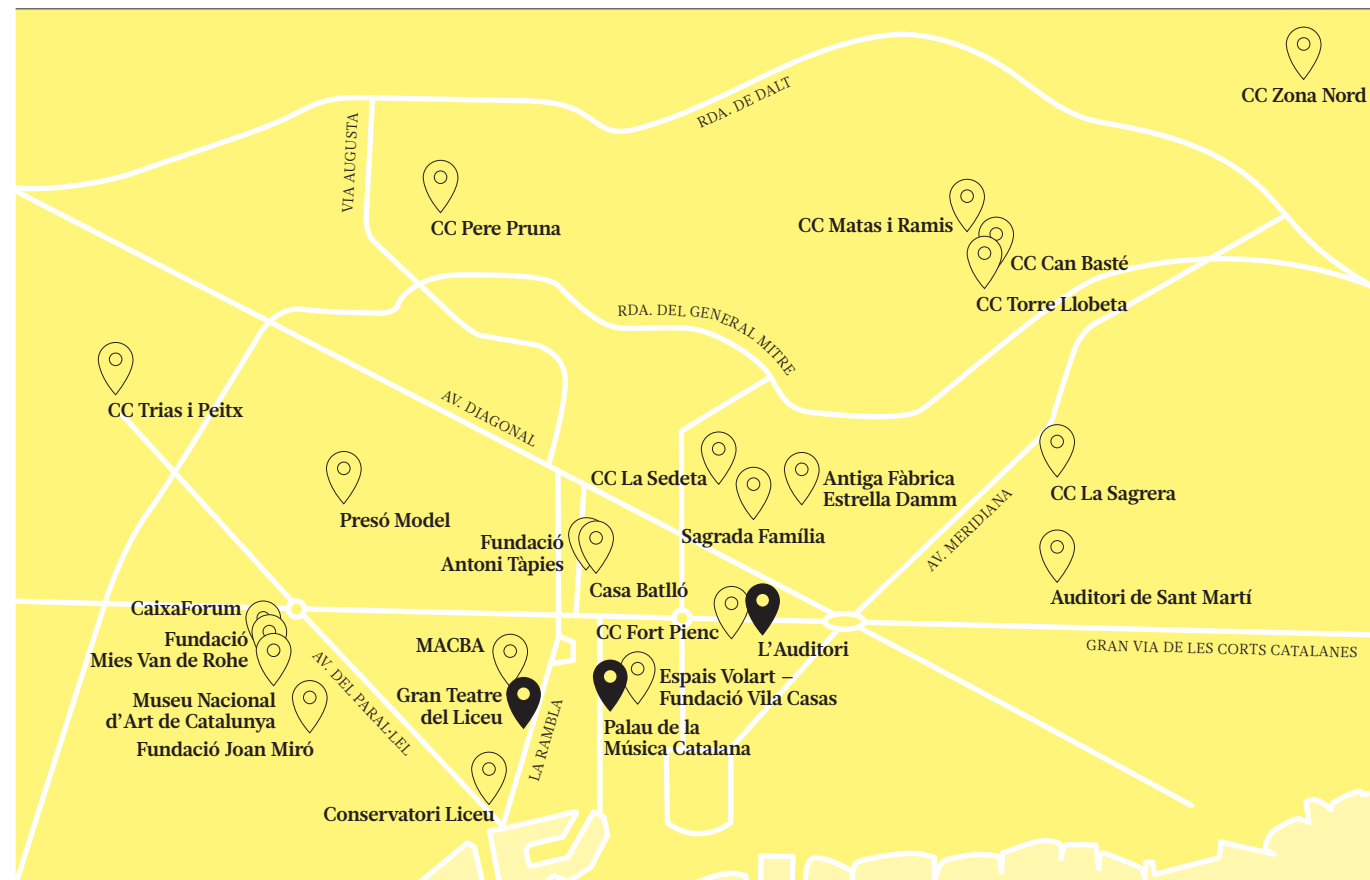 CC Zona Nord
RDA. DE DALT
VIA AUGUSTA
CC Pere Pruna
CC Matas i Ramis
CC Can Basté
CC Torre Llobeta
RDA. DEL GENERAL MITRE
CC Trias i Peitx
AV. DIAGONAL
CC La Sedeta
Antiga Fàbrica
Estrella Damm
CC La Sagrera
Presó Model
Sagrada Família
AV. MERIDIANA
Fundació
Antoni Tàpies
Casa Batlló
Auditori de Sant Martí
CaixaForum
Fundació
Mies Van de Rohe
CC Fort Pienc
L’Auditori
GRAN VIA DE LES CORTS CATALANES
MACBA
AV. DEL PARAL·LEL
Gran Teatre
del Liceu
Espais Volart –
Fundació Vila Casas
Museu Nacional
d’Art de Catalunya
Fundació Joan Miró
LA RAMBLA
Palau de la
Música Catalana
Conservatori Liceu